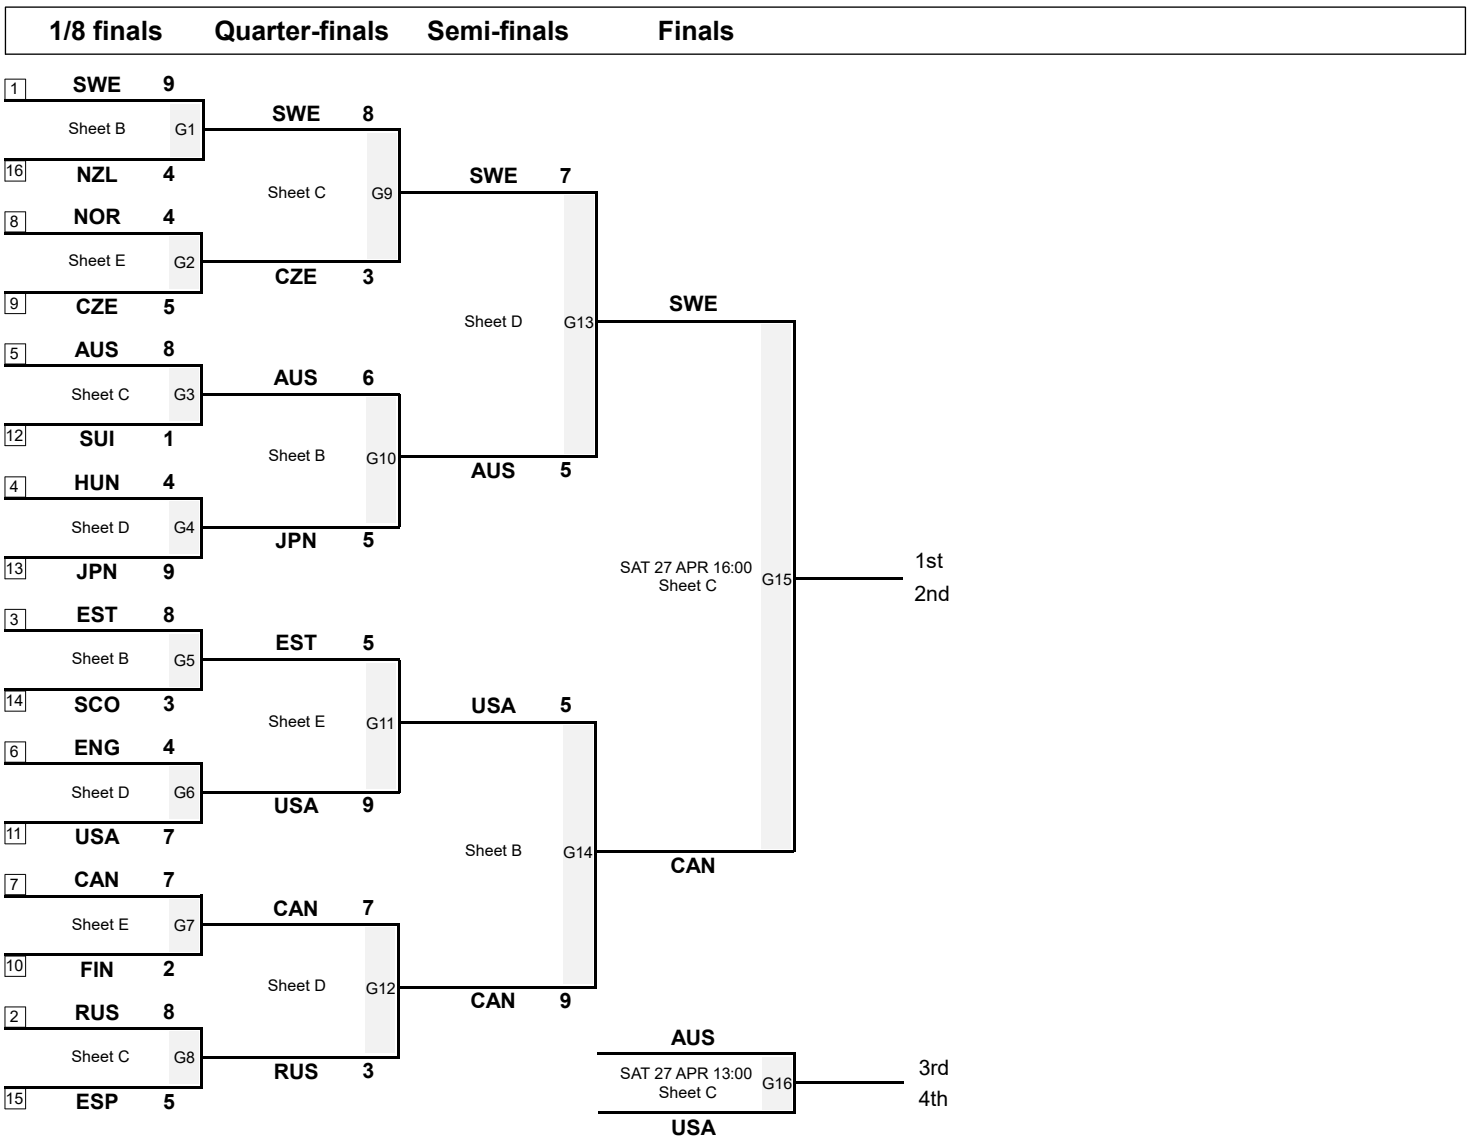 1/8 finals Quarter-finals Semi-finals Finals
1 SWE 9
Sheet B G1
16 NZL 4
SWE 8
Sheet C G9
CZE 3
8 NOR 4
Sheet E G2
9 CZE 5
SWE 7
Sheet D G13
AUS 5
5 AUS 8
Sheet C G3
12 SUI 1
AUS 6
Sheet B G10
JPN 5
4 HUN 4
Sheet D G4
13 JPN 9
SWE
SAT 27 APR 16:00
Sheet C G15
CAN
1st
2nd
3 EST 8
Sheet B G5
14 SCO 3
EST 5
Sheet E G11
USA 9
6 ENG 4
Sheet D G6
11 USA 7
USA 5
Sheet B G14
CAN 9
7 CAN 7
Sheet E G7
10 FIN 2
CAN 7
Sheet D G12
RUS 3
2 RUS 8
Sheet C G8
15 ESP 5
AUS
SAT 27 APR 13:00
Sheet C G16
USA
3rd
4th